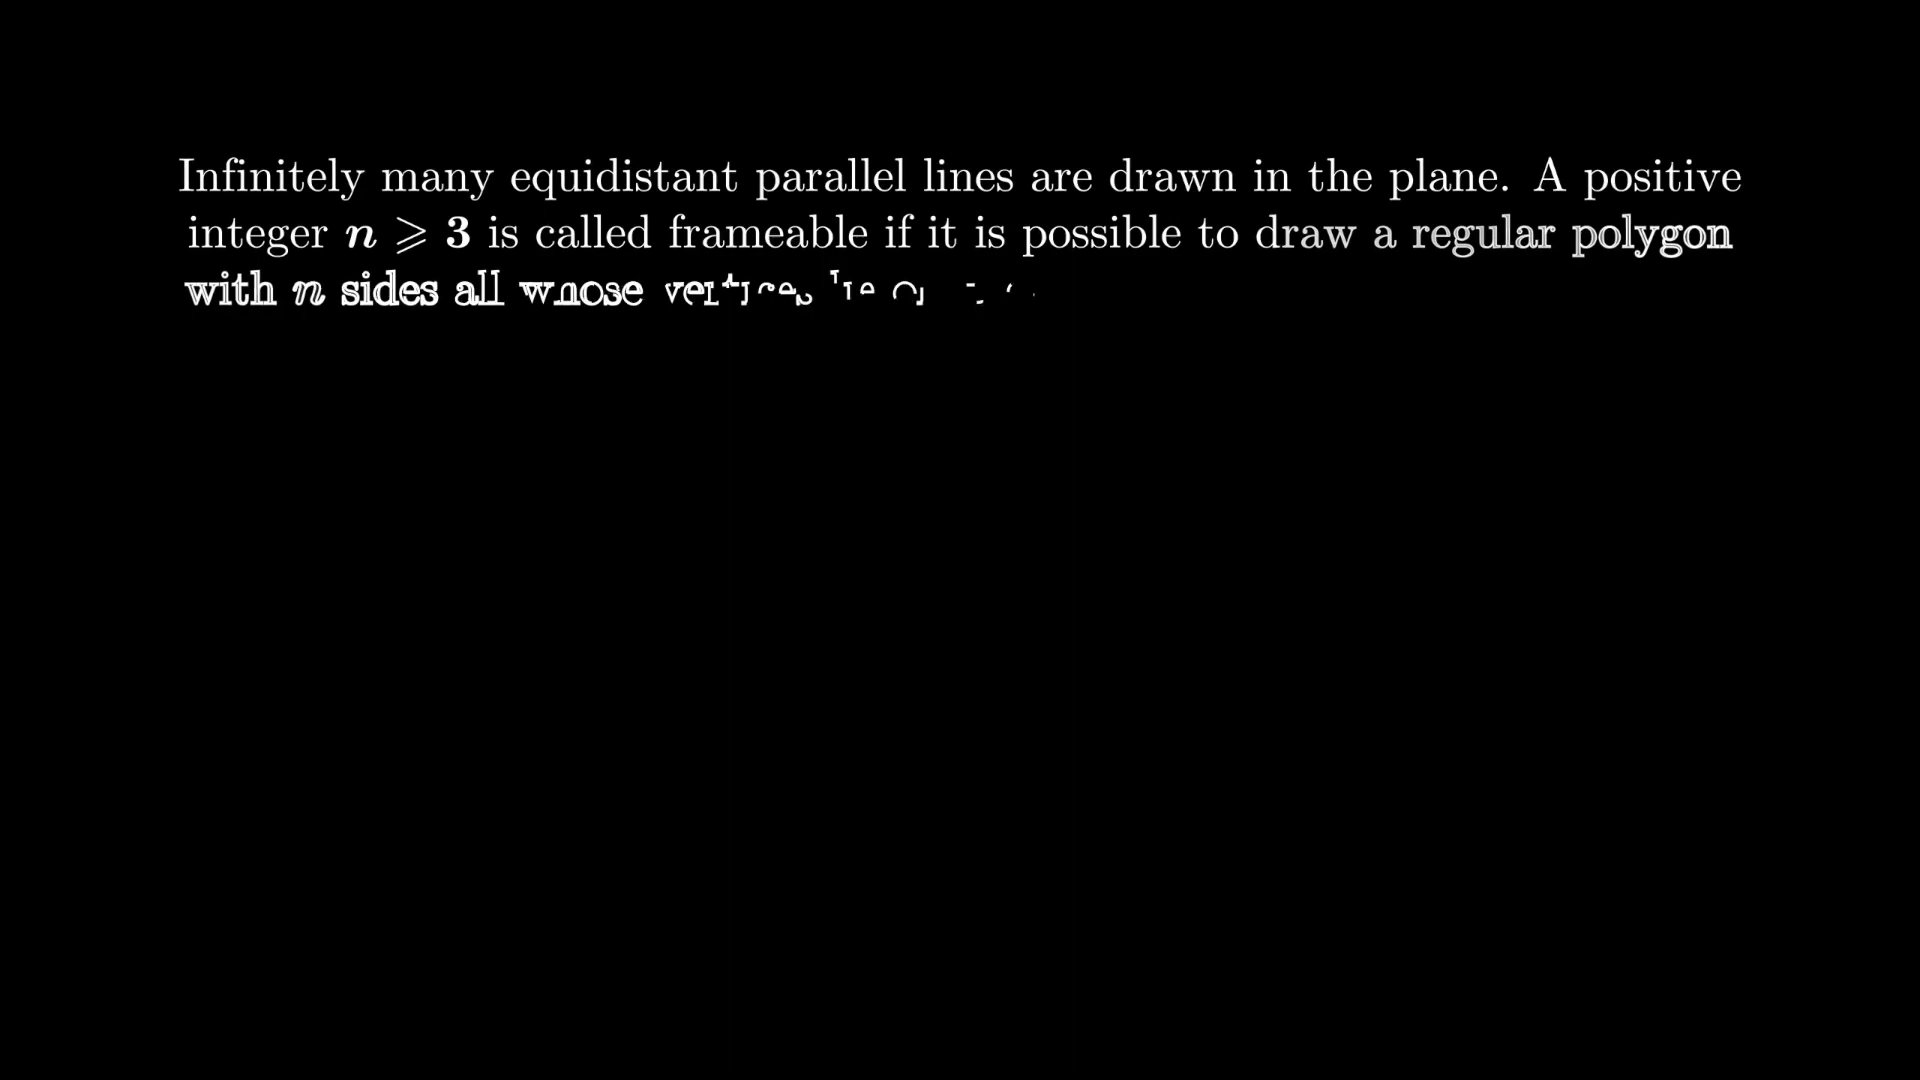 Infinitely many equidistant parallel lines are drawn in the plane. A positive
integer n ⩾ 3 is called frameable if it is possible to draw a regular polygon
with n sides all whose